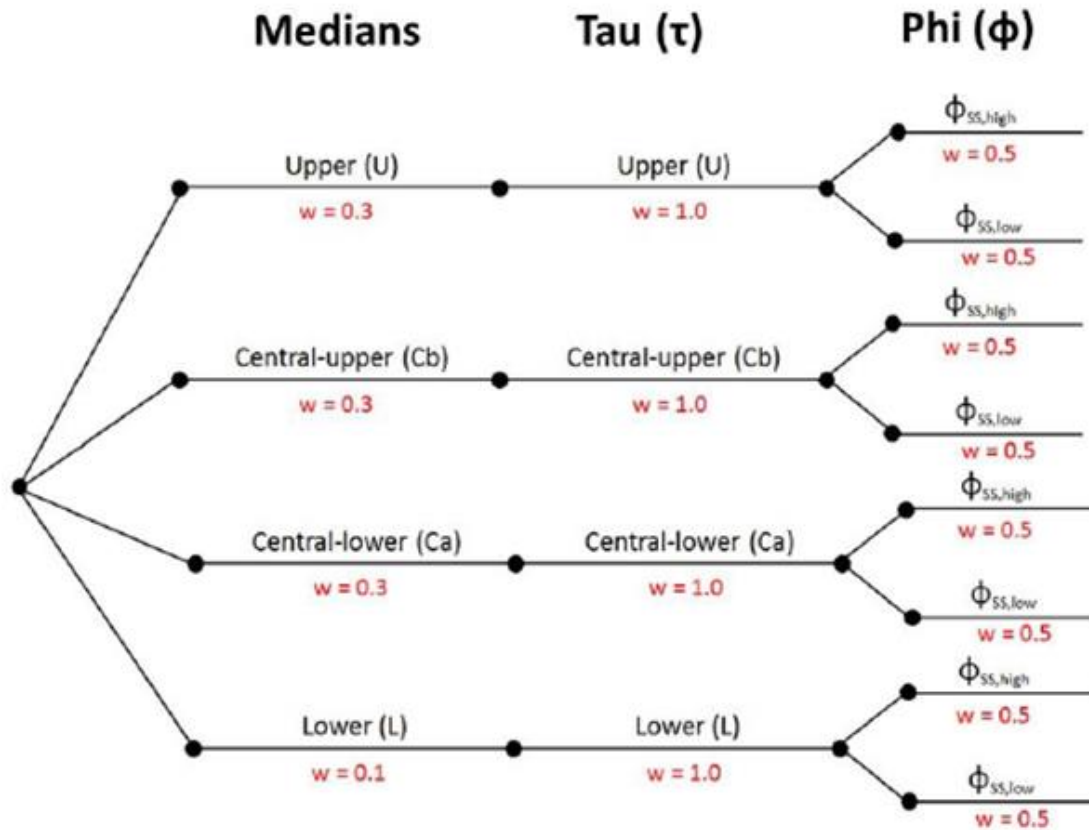 Medians Tau (τ) Phi (ϕ)
ϕSS,high
w = 0.5
Upper (U) Upper (U)
w = 0.3 w = 1.0
ϕSS,low
w = 0.5
ϕSS,high
w = 0.5
Central-upper (Cb) Central-upper (Cb)
w = 0.3 w = 1.0
ϕSS,low
w = 0.5
ϕSS,high
w = 0.5
Central-lower (Ca) Central-lower (Ca)
w = 0.3 w = 1.0
ϕSS,low
w = 0.5
ϕSS,high
w = 0.5
Lower (L) Lower (L)
w = 0.1 w = 1.0
ϕSS,low
w = 0.5